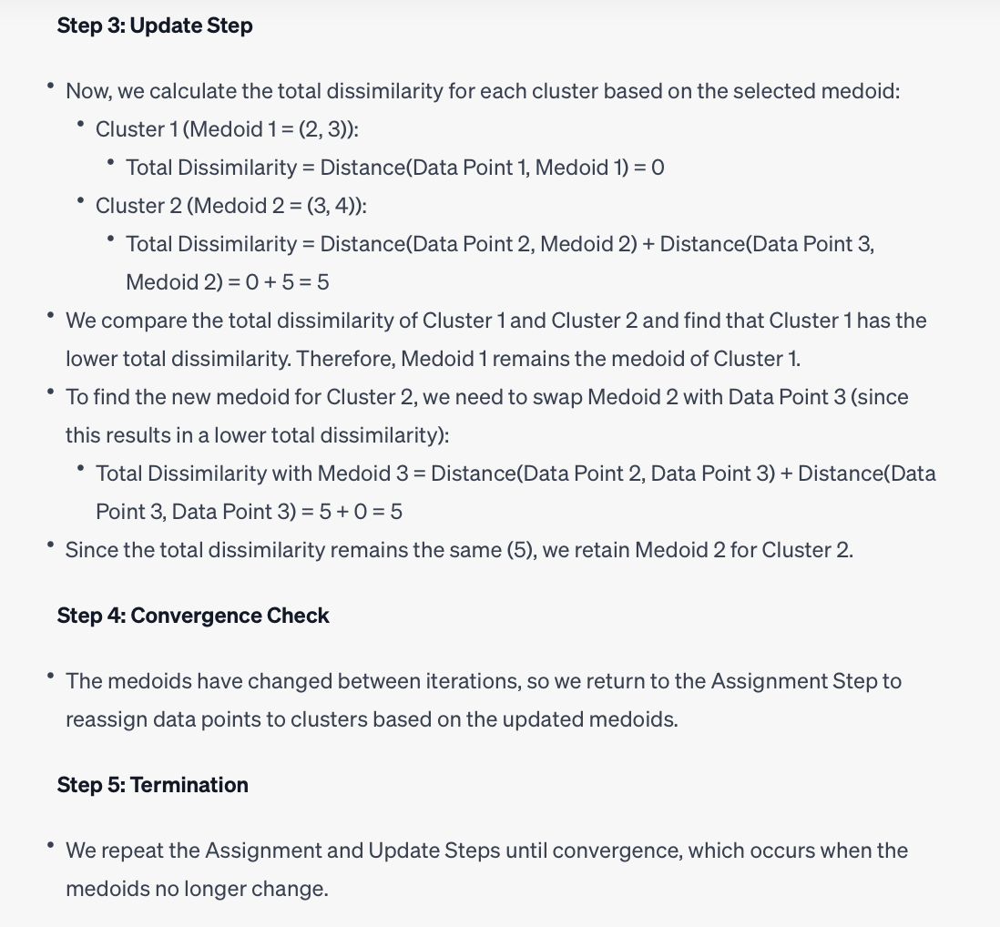 Step 3: Update Step
• Now, we calculate the total dissimilarity for each cluster based on the selected medoid:
• Cluster 1 (Medoid 1 = (2, 3)):
• Total Dissimilarity = Distance(Data Point 1, Medoid 1) = 0
• Cluster 2 (Medoid 2 = (3, 4)):
• Total Dissimilarity = Distance(Data Point 2, Medoid 2) + Distance(Data Point 3,
Medoid 2) = 0 + 5 = 5
• We compare the total dissimilarity of Cluster 1 and Cluster 2 and find that Cluster 1 has the
lower total dissimilarity. Therefore, Medoid 1 remains the medoid of Cluster 1.
• To find the new medoid for Cluster 2, we need to swap Medoid 2 with Data Point 3 (since
this results in a lower total dissimilarity):
• Total Dissimilarity with Medoid 3 = Distance(Data Point 2, Data Point 3) + Distance(Data
Point 3, Data Point 3) = 5 + 0 = 5
• Since the total dissimilarity remains the same (5), we retain Medoid 2 for Cluster 2.
Step 4: Convergence Check
• The medoids have changed between iterations, so we return to the Assignment Step to
reassign data points to clusters based on the updated medoids.
Step 5: Termination
• We repeat the Assignment and Update Steps until convergence, which occurs when the
medoids no longer change.